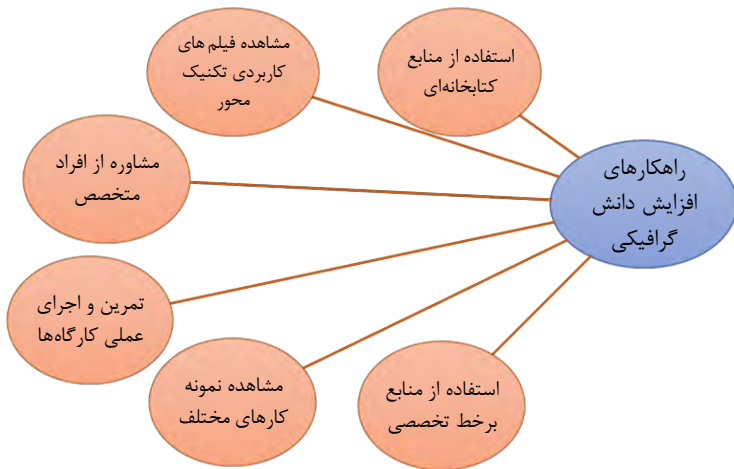 راهکارهای
افزایش دانش
گرافیکی
استفاده از منابع
کتابخانه‌ای
مشاهده فیلم های
کاربردی تکنیک
محور
مشاوره از افراد
متخصص
تمرین و اجرای
عملی کارگاه‌ها
مشاهده نمونه
کارهای مختلف
استفاده از منابع
برخط تخصصی